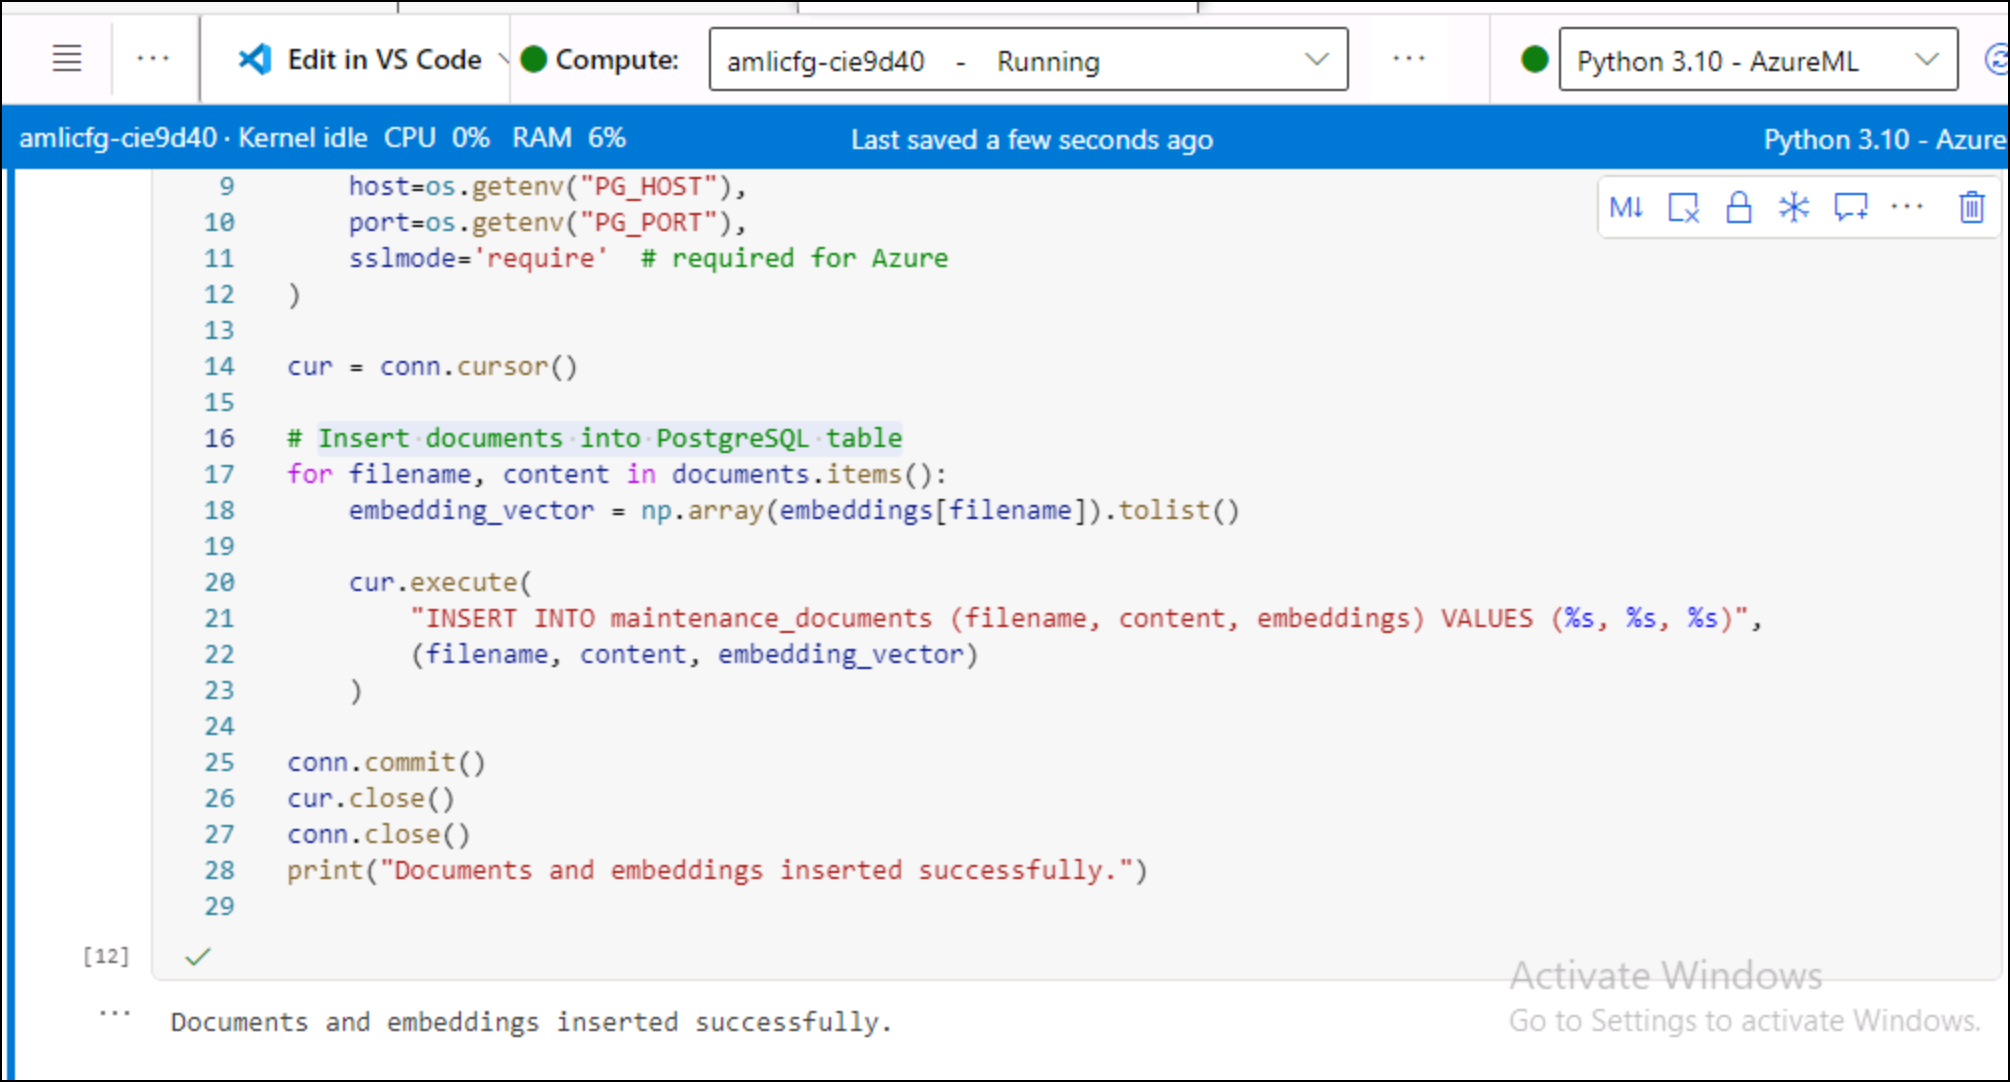 ··· Edit in VS Code Compute: amlicfg-cie9d40 - Running ··· Python 3.10 - AzureML
amlicfg-cie9d40 · Kernel idle CPU 0% RAM 6% Last saved a few seconds ago Python 3.10 - Azure
9 host=os.getenv("PG_HOST"),
M↓ ···
10 port=os.getenv("PG_PORT"),
11 sslmode='require' # required for Azure
12 )
13
14 cur = conn.cursor()
15
16 # Insert·documents·into·PostgreSQL·table
17 for filename, content in documents.items():
18 embedding_vector = np.array(embeddings[filename]).tolist()
19
20 cur.execute(
21 "INSERT INTO maintenance_documents (filename, content, embeddings) VALUES (%s, %s, %s)",
22 (filename, content, embedding_vector)
23 )
24
25 conn.commit()
26 cur.close()
27 conn.close()
28 print("Documents and embeddings inserted successfully.")
29
[12]
··· Documents and embeddings inserted successfully.
Activate Windows
Go to Settings to activate Windows.